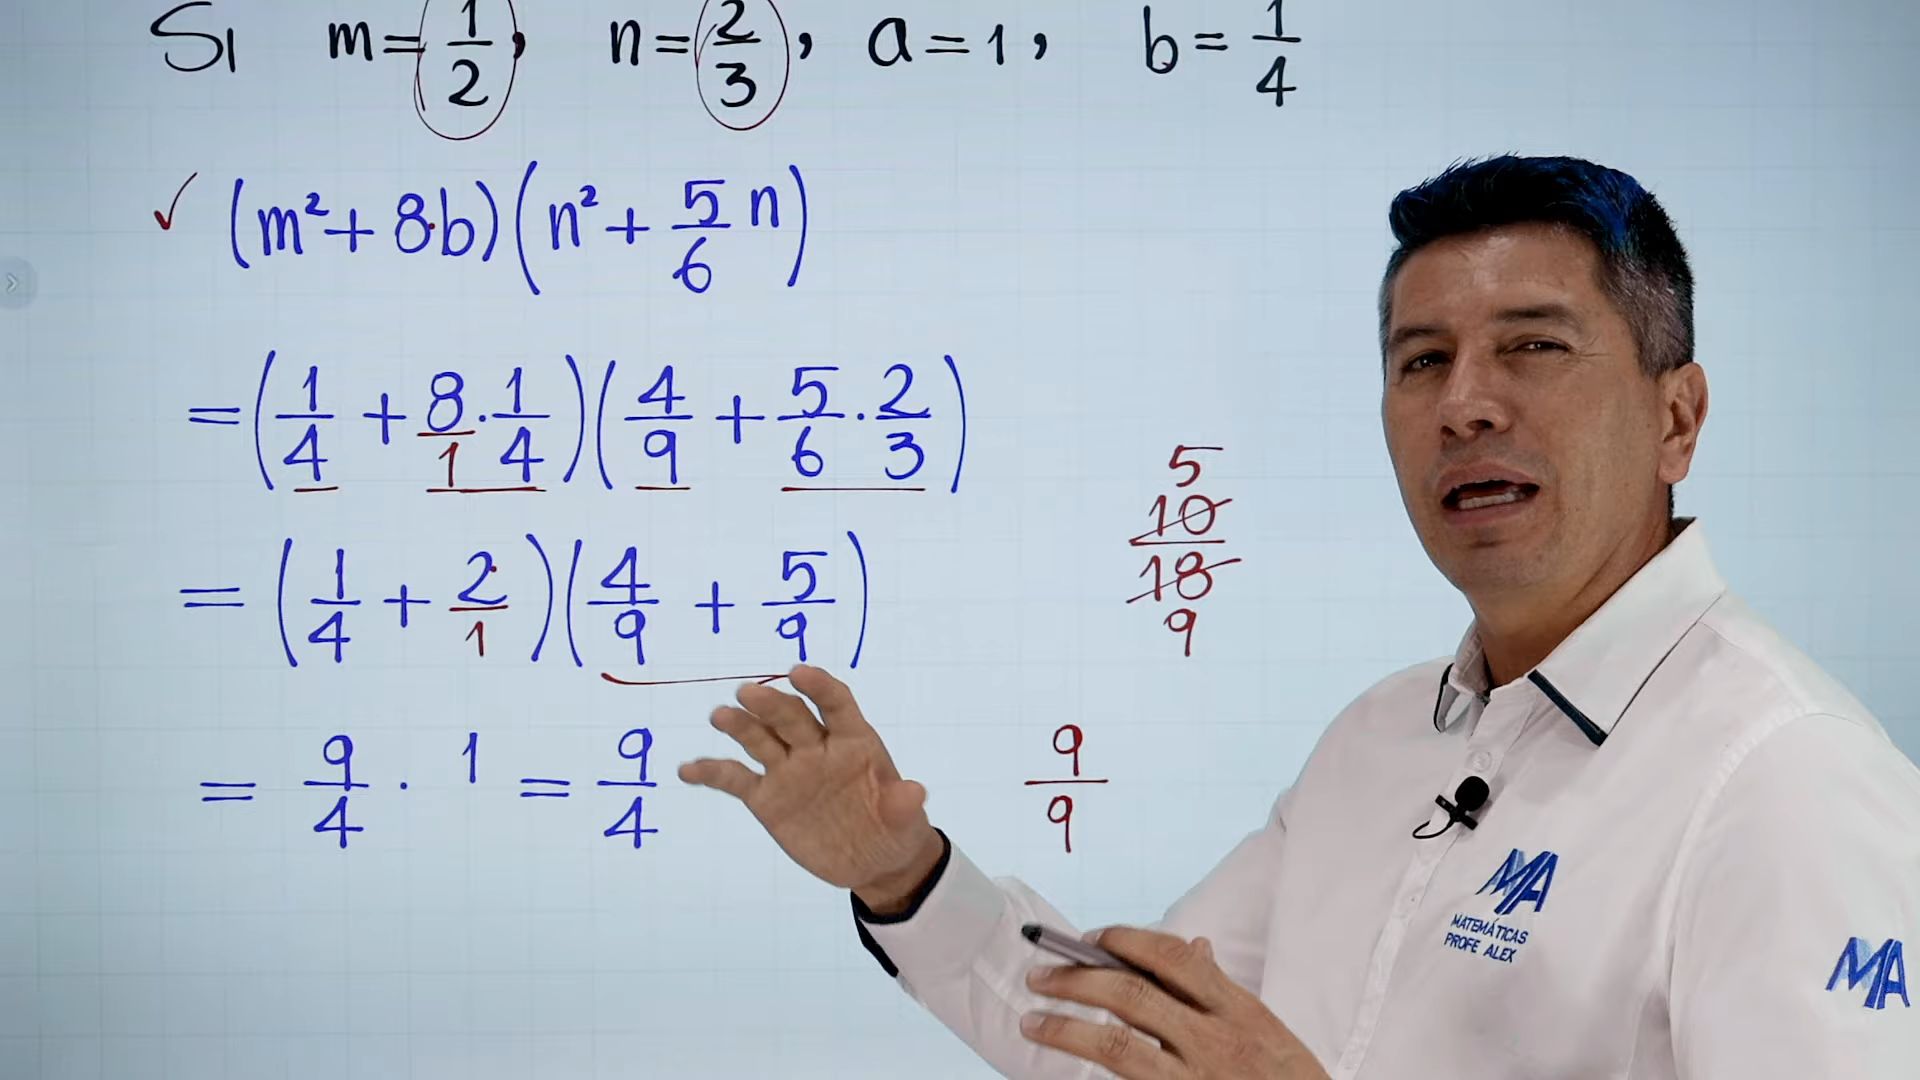 Si m = 1/2, n = 2/3, a = 1, b = 1/4
✓ (m² + 8·b)(n² + 5/6 n)
= (1/4 + 8/1 · 1/4)(4/9 + 5/6 · 2/3)
5
10/18
9
= (1/4 + 2/1)(4/9 + 5/9)
= 9/4 · 1 = 9/4
9/9
MA
MATEMÁTICAS
PROFE ALEX
MA